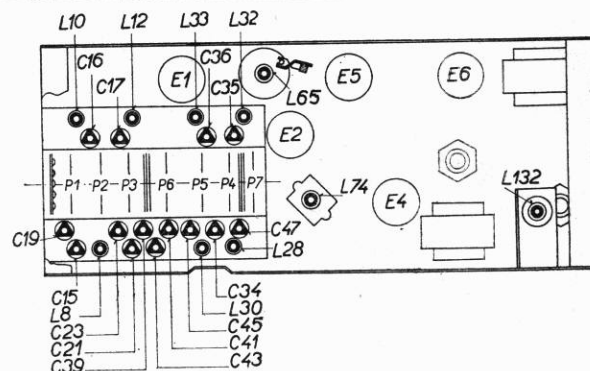 L10 L12 L33 L32
C16 C36
C17 C35
E1 E5 E6
L65
E2
P1 P2 P3 P6 P5 P4 P7
L74
E4
L132
C19 C47
L28
C15 C34
L8 L30
C23 C45
C21 C41
C39 C43